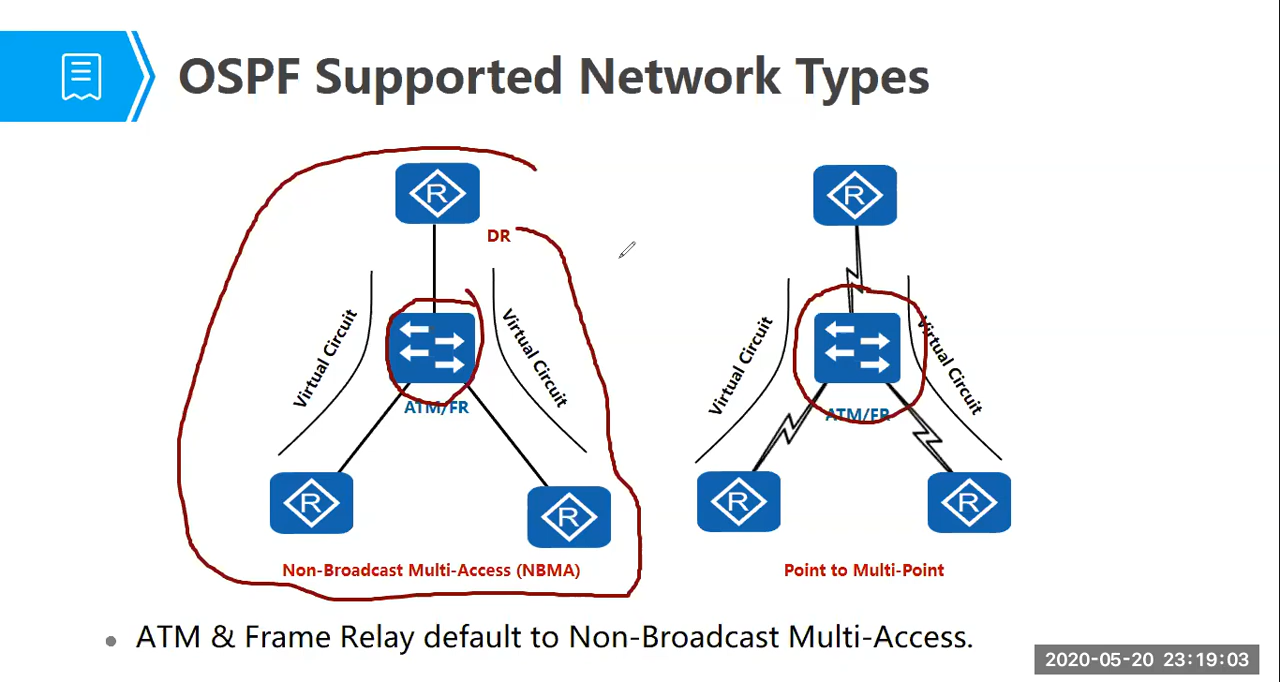 OSPF Supported Network Types
R
R
DR
Virtual Circuit
Virtual Circuit
Virtual Circuit
Virtual Circuit
ATM/FR
ATM/FR
R
R
R
R
Non-Broadcast Multi-Access (NBMA)
Point to Multi-Point
ATM & Frame Relay default to Non-Broadcast Multi-Access.
2020-05-20 23:19:03